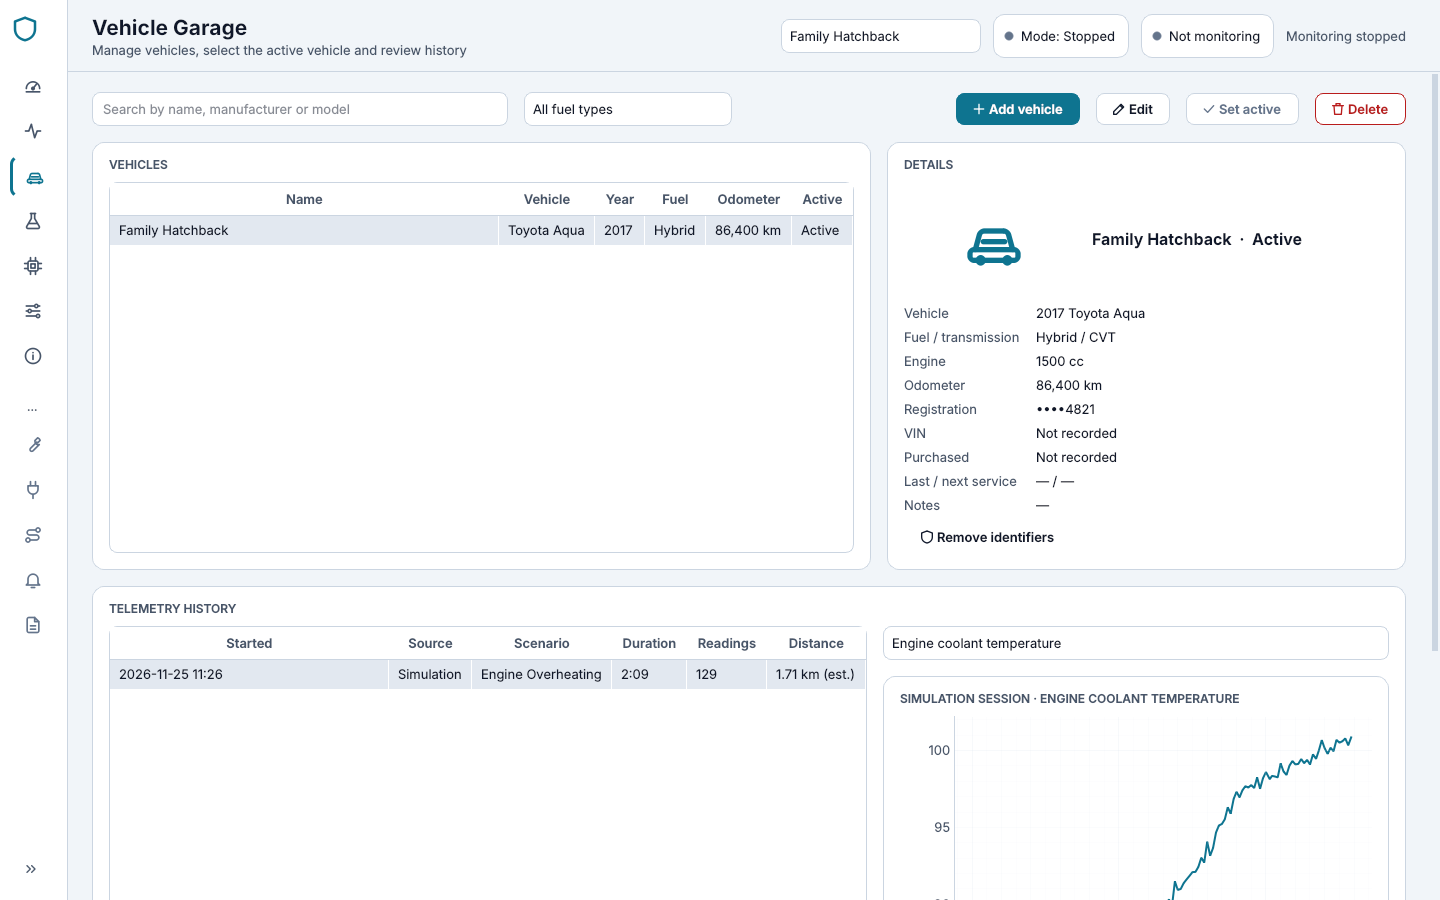 Vehicle Garage
Manage vehicles, select the active vehicle and review history
Family Hatchback
Mode: Stopped
Not monitoring
Monitoring stopped
Search by name, manufacturer or model
All fuel types
Add vehicle
Edit
Set active
Delete
VEHICLES
Name Vehicle Year Fuel Odometer Active
Family Hatchback Toyota Aqua 2017 Hybrid 86,400 km Active
DETAILS
Family Hatchback · Active
Vehicle 2017 Toyota Aqua
Fuel / transmission Hybrid / CVT
Engine 1500 cc
Odometer 86,400 km
Registration ••••4821
VIN Not recorded
Purchased Not recorded
Last / next service — / —
Notes —
Remove identifiers
...
TELEMETRY HISTORY
Started Source Scenario Duration Readings Distance
2026-11-25 11:26 Simulation Engine Overheating 2:09 129 1.71 km (est.)
Engine coolant temperature
SIMULATION SESSION · ENGINE COOLANT TEMPERATURE
100
95